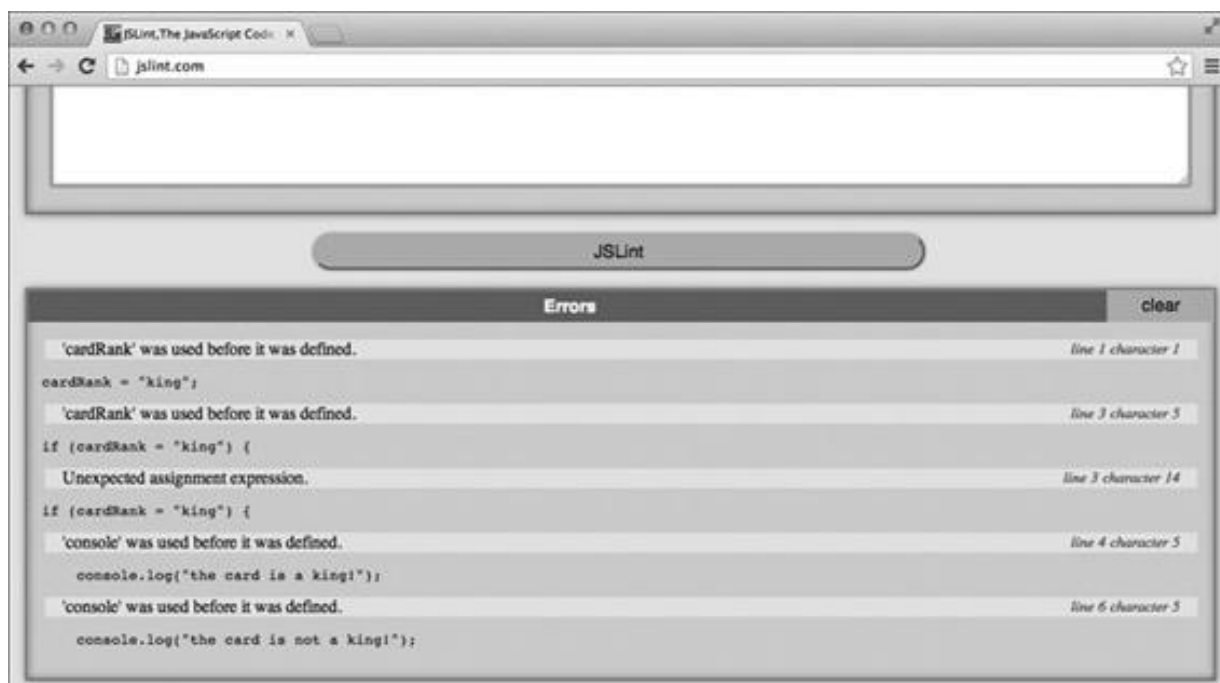 JSLint,The JavaScript Code
jslint.com
JSLint
Errors clear
'cardRank' was used before it was defined. line 1 character 1
cardRank = "king";
'cardRank' was used before it was defined. line 3 character 5
if (cardRank = "king") {
Unexpected assignment expression. line 3 character 14
if (cardRank = "king") {
'console' was used before it was defined. line 4 character 5
console.log("the card is a king!");
'console' was used before it was defined. line 6 character 5
console.log("the card is not a king!");